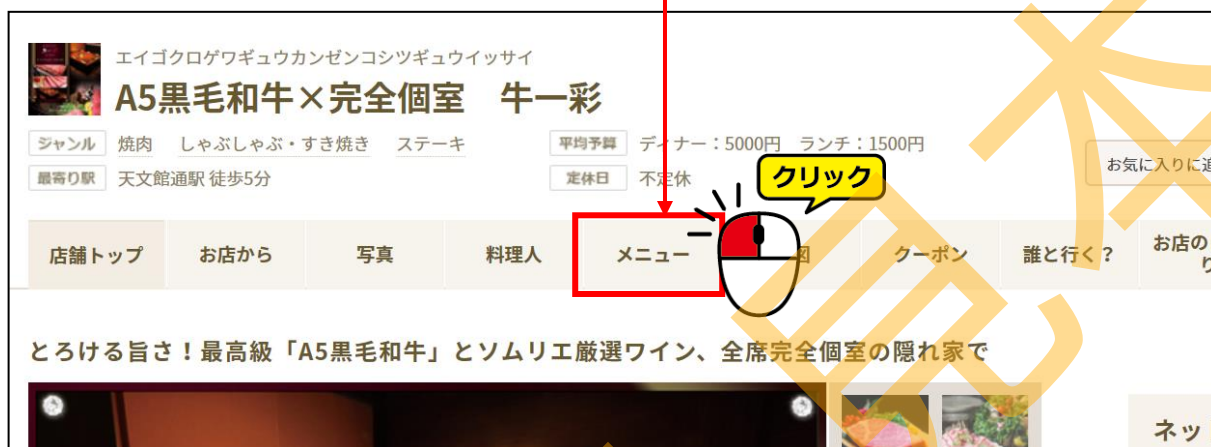 エイゴクロゲワギュウカンゼンコシツギュウイッサイ
A5黒毛和牛×完全個室 牛一彩
ジャンル 焼肉 しゃぶしゃぶ・すき焼き ステーキ 平均予算 ディナー：5000円 ランチ：1500円
最寄り駅 天文館通駅 徒歩5分 定休日 不定休
お気に入りに追
クリック
店舗トップ お店から 写真 料理人 メニュー 図 クーポン 誰と行く？ お店の
り
とろける旨さ！最高級「A5黒毛和牛」とソムリエ厳選ワイン、全席完全個室の隠れ家で
ネッ
見本